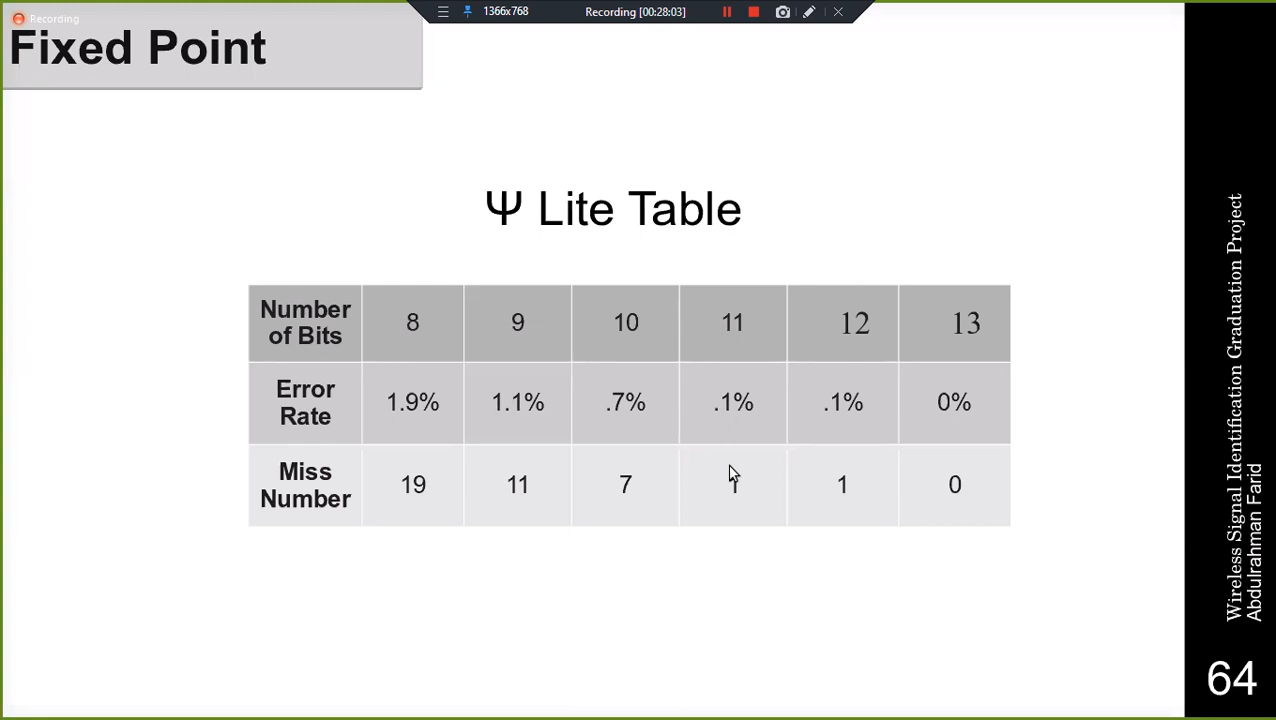 Recording
1366x768
Recording [00:28:03]
Fixed Point
Ψ Lite Table
Number of Bits 8 9 10 11 12 13
Error Rate 1.9% 1.1% .7% .1% .1% 0%
Miss Number 19 11 7 1 1 0
Wireless Signal Identification Graduation Project
Abdulrahman Farid
64